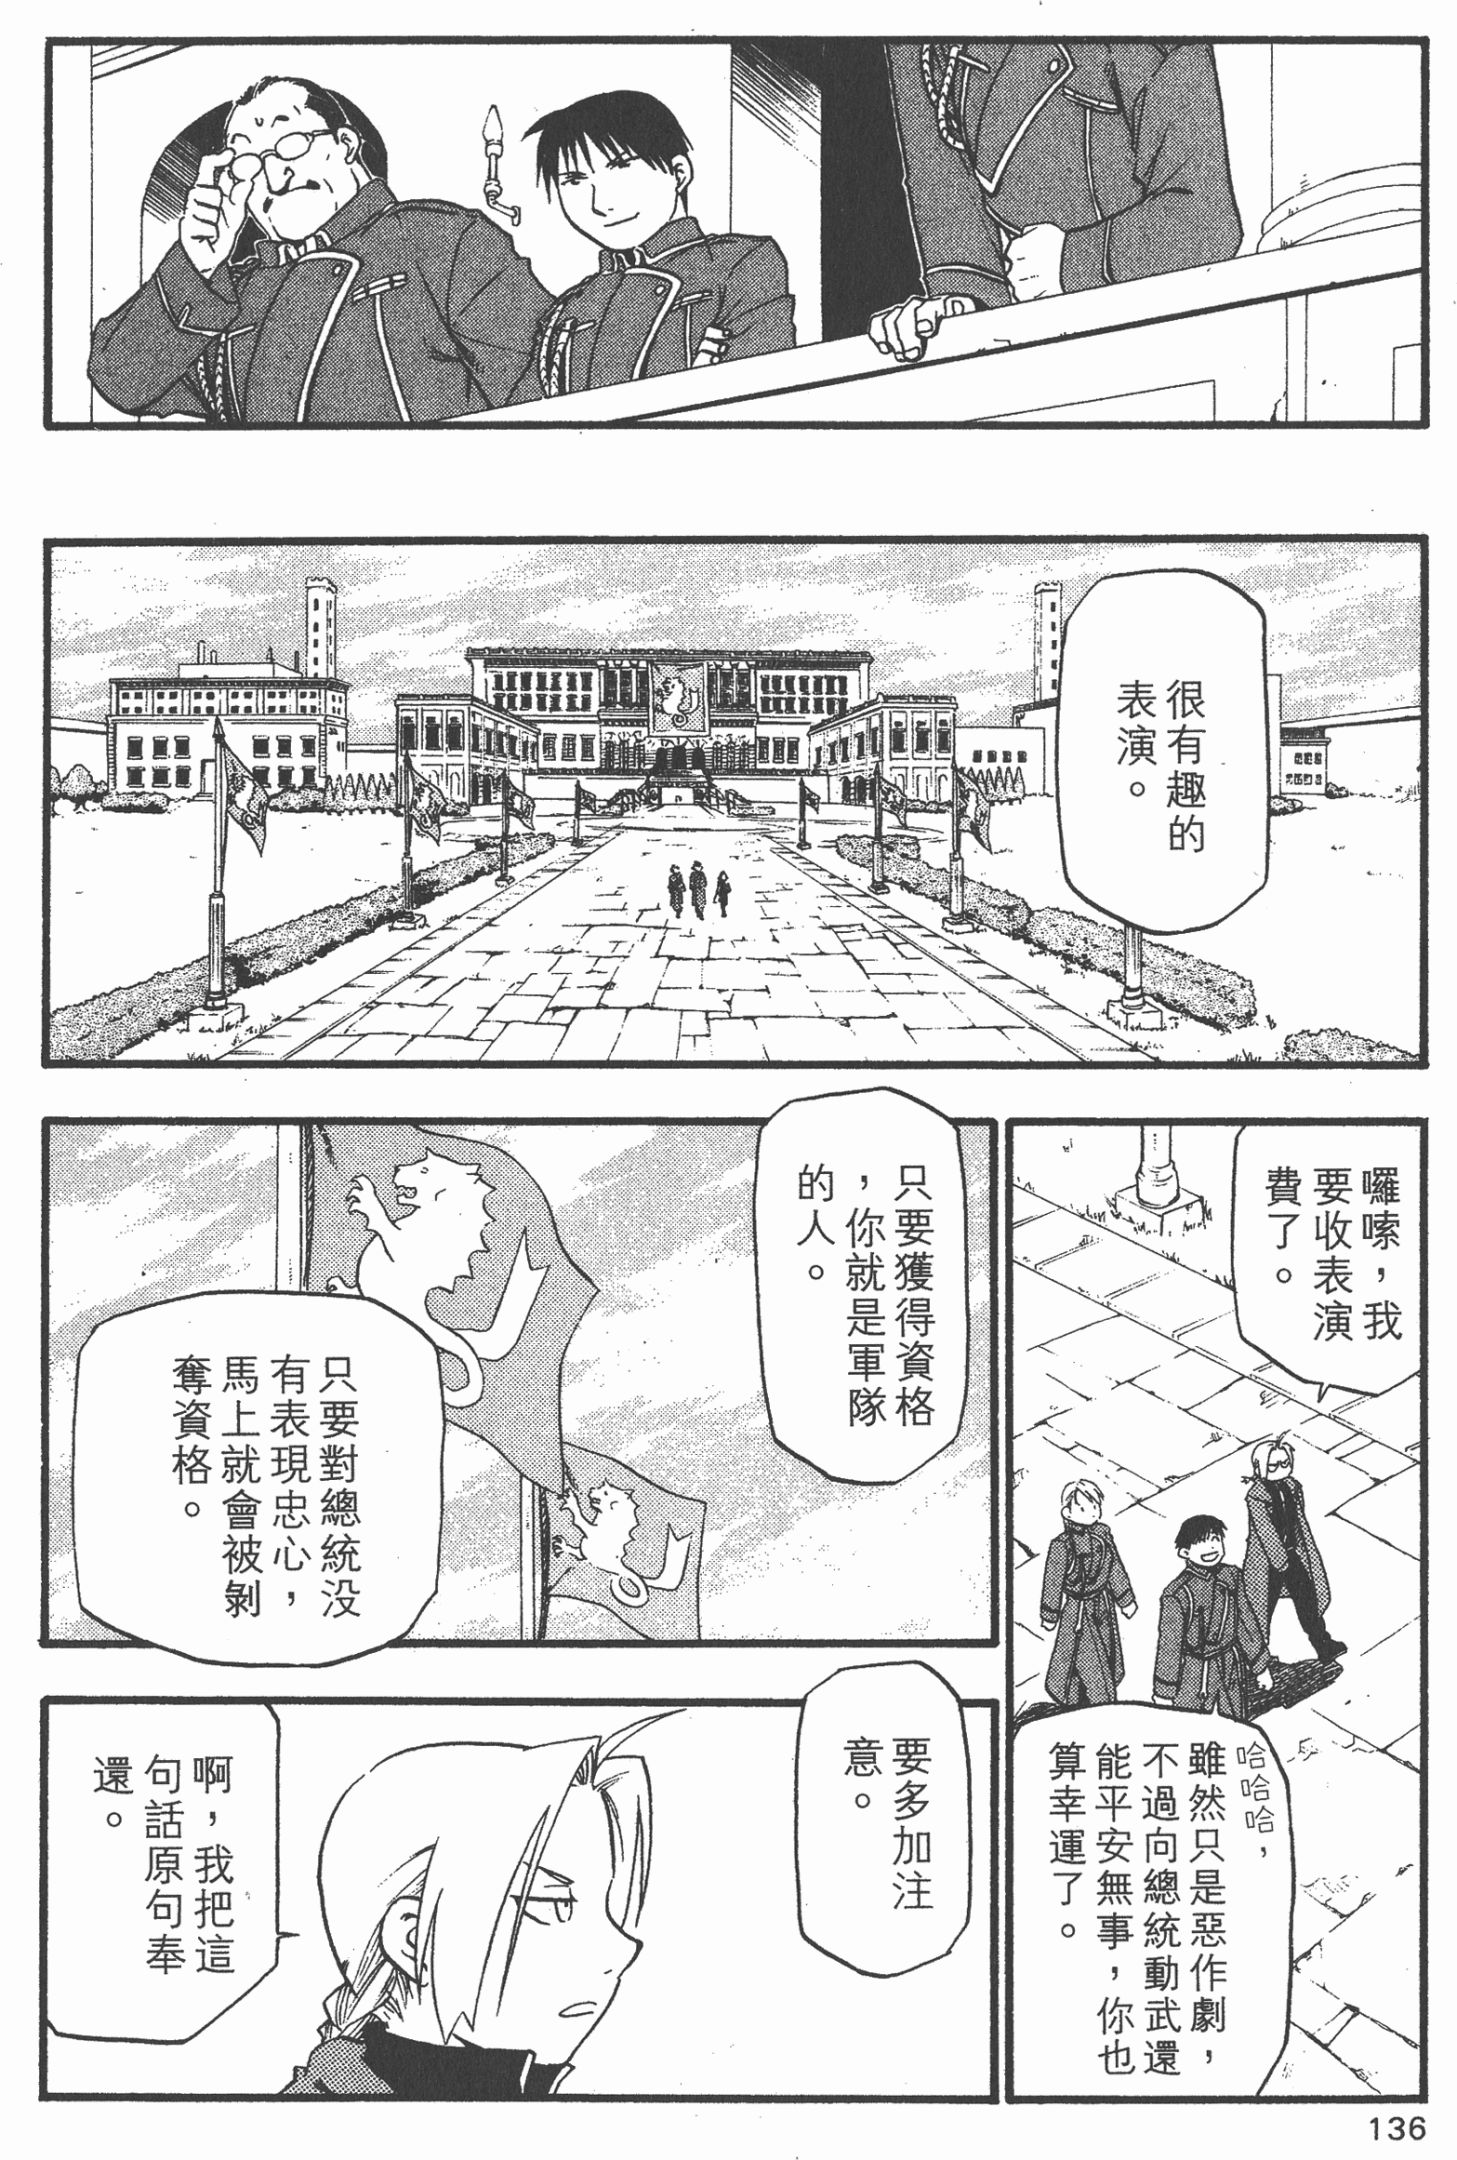 很有趣的
表演。
囉嗦，我
要收表演
費了。
哈哈哈，
雖然只是惡作劇，
不過向總統動武還
能平安無事，你也
算幸運了。
只要獲得資格
，你就是軍隊
的人。
只要對總統没
有表現忠心，
馬上就會被剝
奪資格。
要多加注
意。
啊，我把這
句話原句奉
還。
136